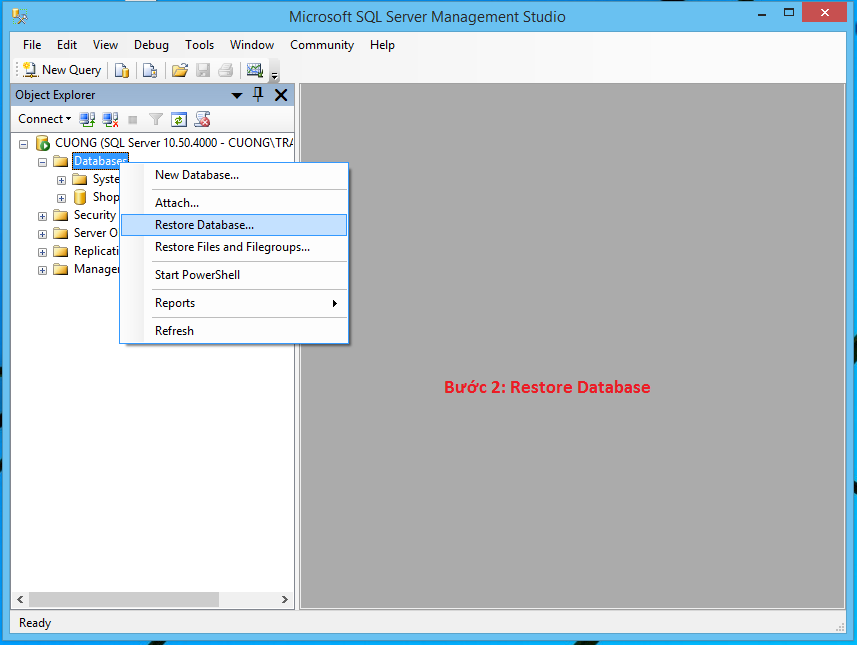 Microsoft SQL Server Management Studio
File Edit View Debug Tools Window Community Help
New Query
Object Explorer
Connect
CUONG (SQL Server 10.50.4000 - CUONG\TRA
Databases
Syste
Shop
Security
Server O
Replicati
Manager
New Database...
Attach...
Restore Database...
Restore Files and Filegroups...
Start PowerShell
Reports
Refresh
Bước 2: Restore Database
Ready